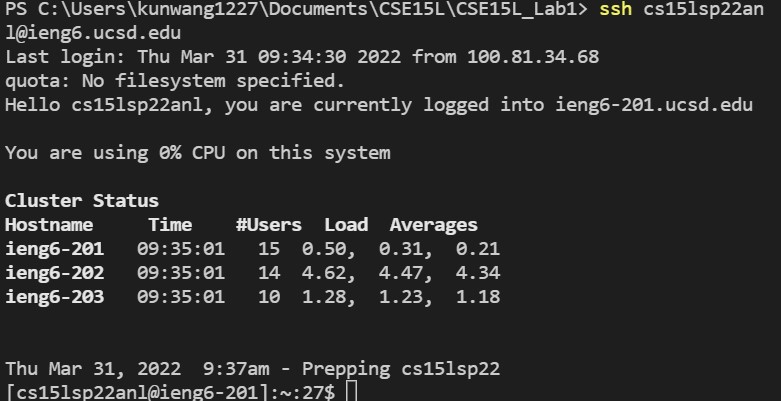 PS C:\Users\kunwang1227\Documents\CSE15L\CSE15L_Lab1> ssh cs15lsp22an
l@ieng6.ucsd.edu
Last login: Thu Mar 31 09:34:30 2022 from 100.81.34.68
quota: No filesystem specified.
Hello cs15lsp22anl, you are currently logged into ieng6-201.ucsd.edu
You are using 0% CPU on this system
Cluster Status
Hostname     Time    #Users  Load  Averages
ieng6-201   09:35:01   15  0.50,  0.31,  0.21
ieng6-202   09:35:01   14  4.62,  4.47,  4.34
ieng6-203   09:35:01   10  1.28,  1.23,  1.18
Thu Mar 31, 2022  9:37am - Prepping cs15lsp22
[cs15lsp22anl@ieng6-201]:~:27$